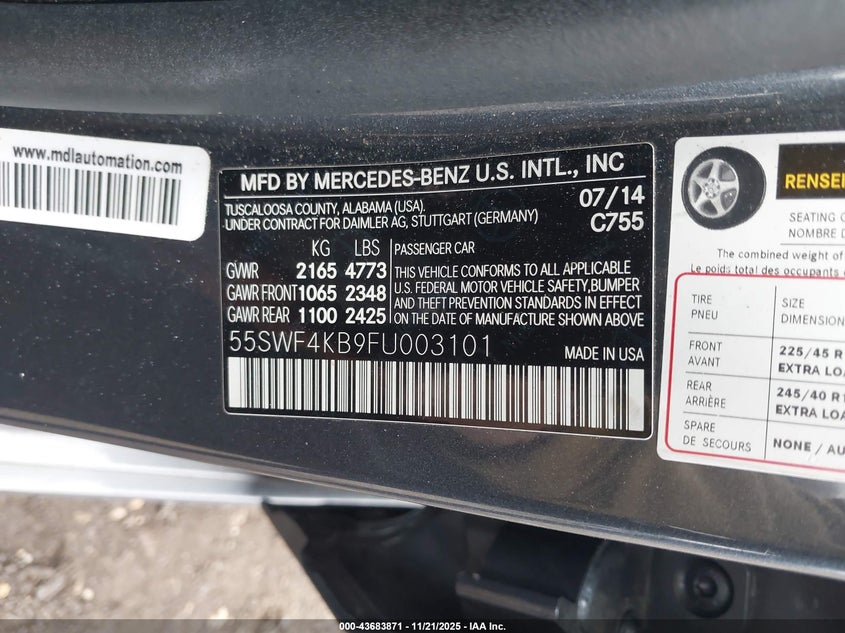 www.mdlautomation.com
MFD BY MERCEDES-BENZ U.S. INTL., INC
TUSCALOOSA COUNTY, ALABAMA (USA). 07/14
UNDER CONTRACT FOR DAIMLER AG, STUTTGART (GERMANY) C755
KG LBS PASSENGER CAR
GVWR 2165 4773 THIS VEHICLE CONFORMS TO ALL APPLICABLE
GAWR FRONT 1065 2348 U.S. FEDERAL MOTOR VEHICLE SAFETY,BUMPER
GAWR REAR 1100 2425 AND THEFT PREVENTION STANDARDS IN EFFECT
ON THE DATE OF MANUFACTURE SHOWN ABOVE
55SWF4KB9FU003101 MADE IN USA
RENSEI
SEATING
NOMBRE
The combined weight of
Le poids total des occupants
TIRE SIZE
PNEU DIMENSION
FRONT 225/45 R
AVANT EXTRA LOA
REAR 245/40 R1
ARRIÈRE EXTRA LOA
SPARE NONE / AU
DE SECOURS
000-43683871 - 11/21/2025 - IAA Inc.